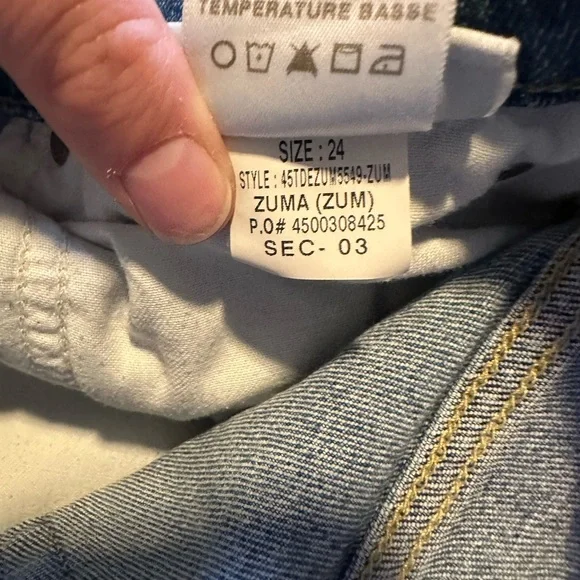 TEMPERATURE BASSE
SIZE : 24
STYLE : 45TDEZUM5549-ZUM
ZUMA (ZUM)
P.O# 4500308425
SEC- 03